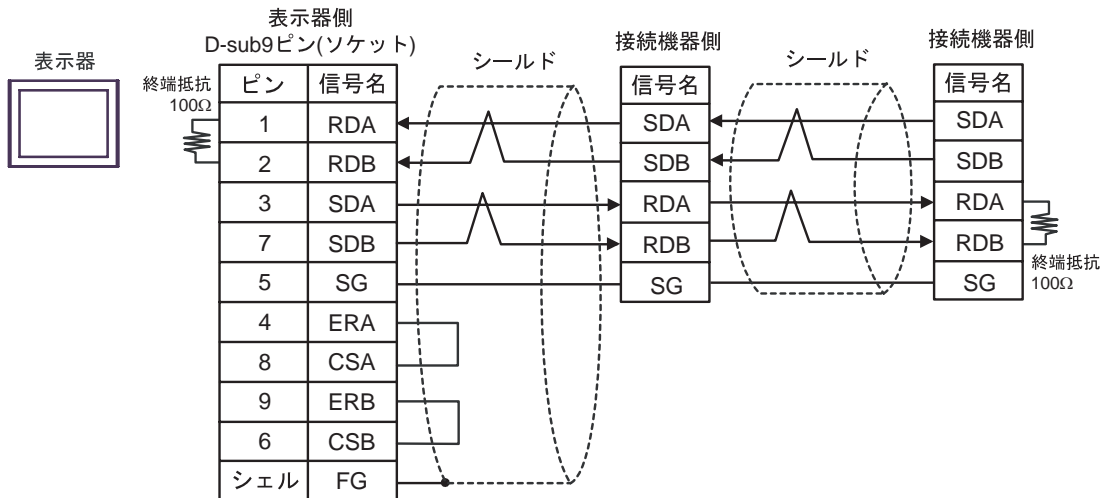 表示器
表示器側
D-sub9ピン(ソケット)
終端抵抗
100Ω
ピン 信号名
1 RDA
2 RDB
3 SDA
7 SDB
5 SG
4 ERA
8 CSA
9 ERB
6 CSB
シェル FG
シールド
接続機器側
信号名
SDA
SDB
RDA
RDB
SG
シールド
接続機器側
信号名
SDA
SDB
RDA
RDB
SG
終端抵抗
100Ω